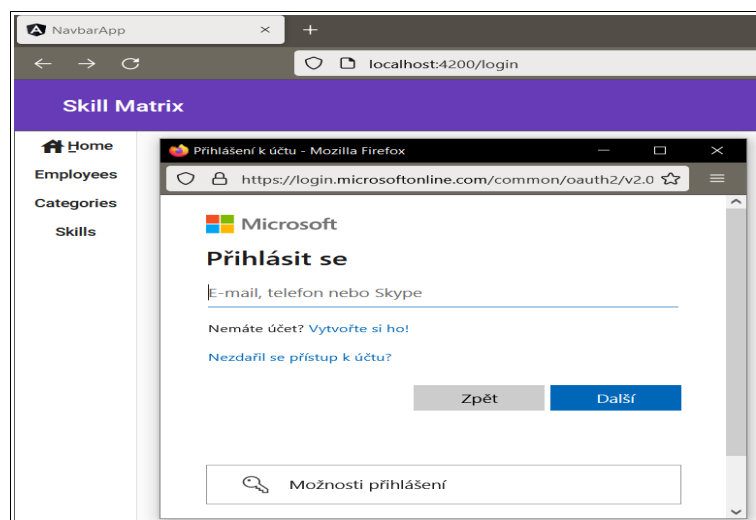 NavbarApp
localhost:4200/login
Skill Matrix
Home
Employees
Categories
Skills
Přihlášení k účtu - Mozilla Firefox
https://login.microsoftonline.com/common/oauth2/v2.0
Microsoft
Přihlásit se
E-mail, telefon nebo Skype
Nemáte účet? Vytvořte si ho!
Nezdařil se přístup k účtu?
Zpět Další
Možnosti přihlášení